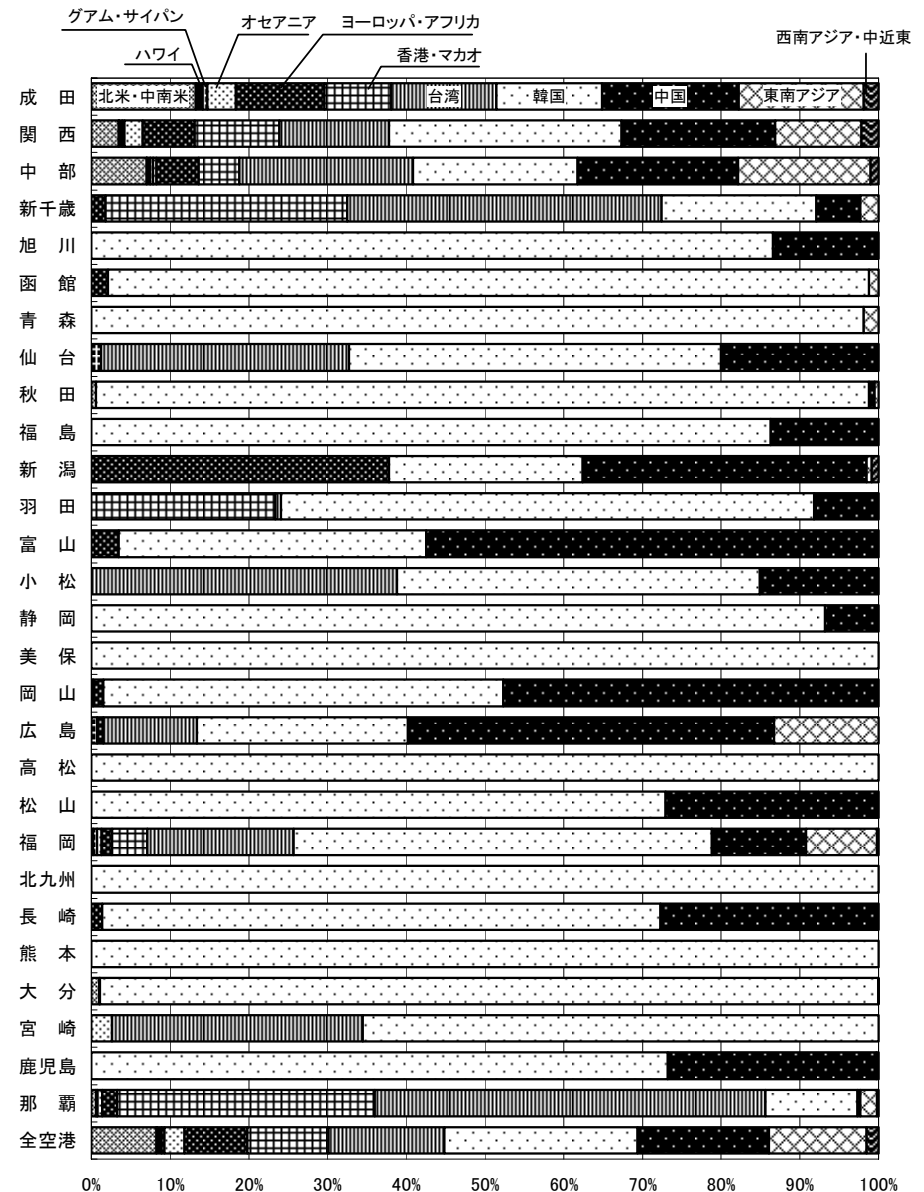 グアム・サイパン
オセアニア
ヨーロッパ・アフリカ
ハワイ
香港・マカオ
西南アジア・中近東
成田 北米・中南米 台湾 韓国 中国 東南アジア
関西
中部
新千歳
旭川
函館
青森
仙台
秋田
福島
新潟
羽田
富山
小松
静岡
美保
岡山
広島
高松
松山
福岡
北九州
長崎
熊本
大分
宮崎
鹿児島
那覇
全空港
0% 10% 20% 30% 40% 50% 60% 70% 80% 90% 100%